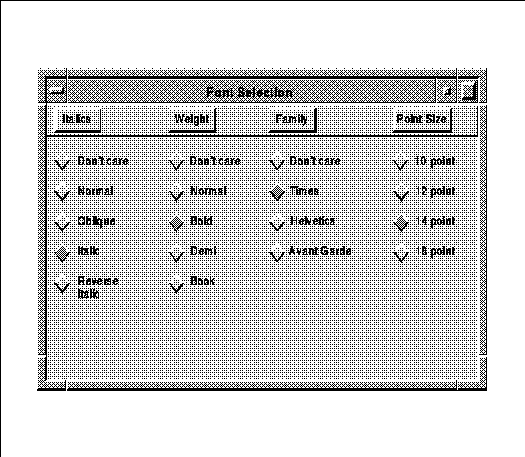 Font Selection
Italics Weight Family Point Size
Don't care Don't care Don't care 10 point
Normal Normal Times 12 point
Oblique Bold Helvetica 14 point
Italic Demi Avant Garde 18 point
Reverse Book
Italic